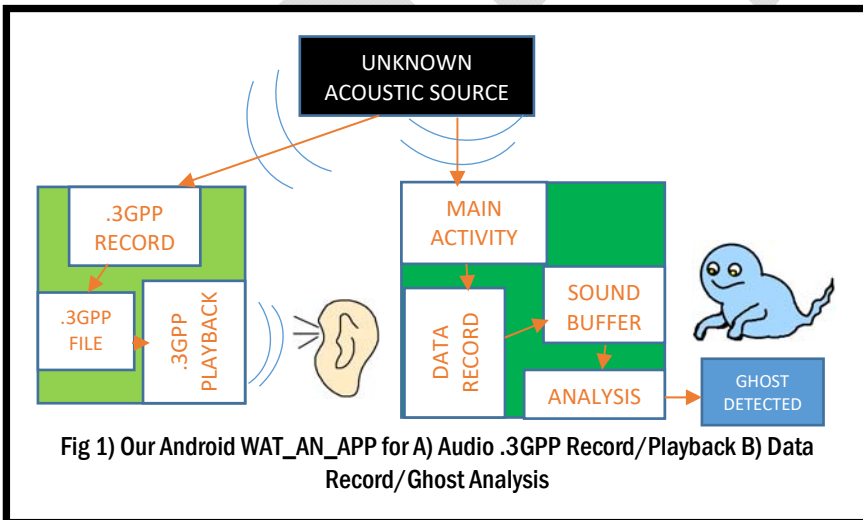 UNKNOWN
ACOUSTIC SOURCE
.3GPP
RECORD
.3GPP
FILE
.3GPP
PLAYBACK
MAIN
ACTIVITY
DATA
RECORD
SOUND
BUFFER
ANALYSIS
GHOST
DETECTED
Fig 1) Our Android WAT_AN_APP for A) Audio .3GPP Record/Playback B) Data
Record/Ghost Analysis